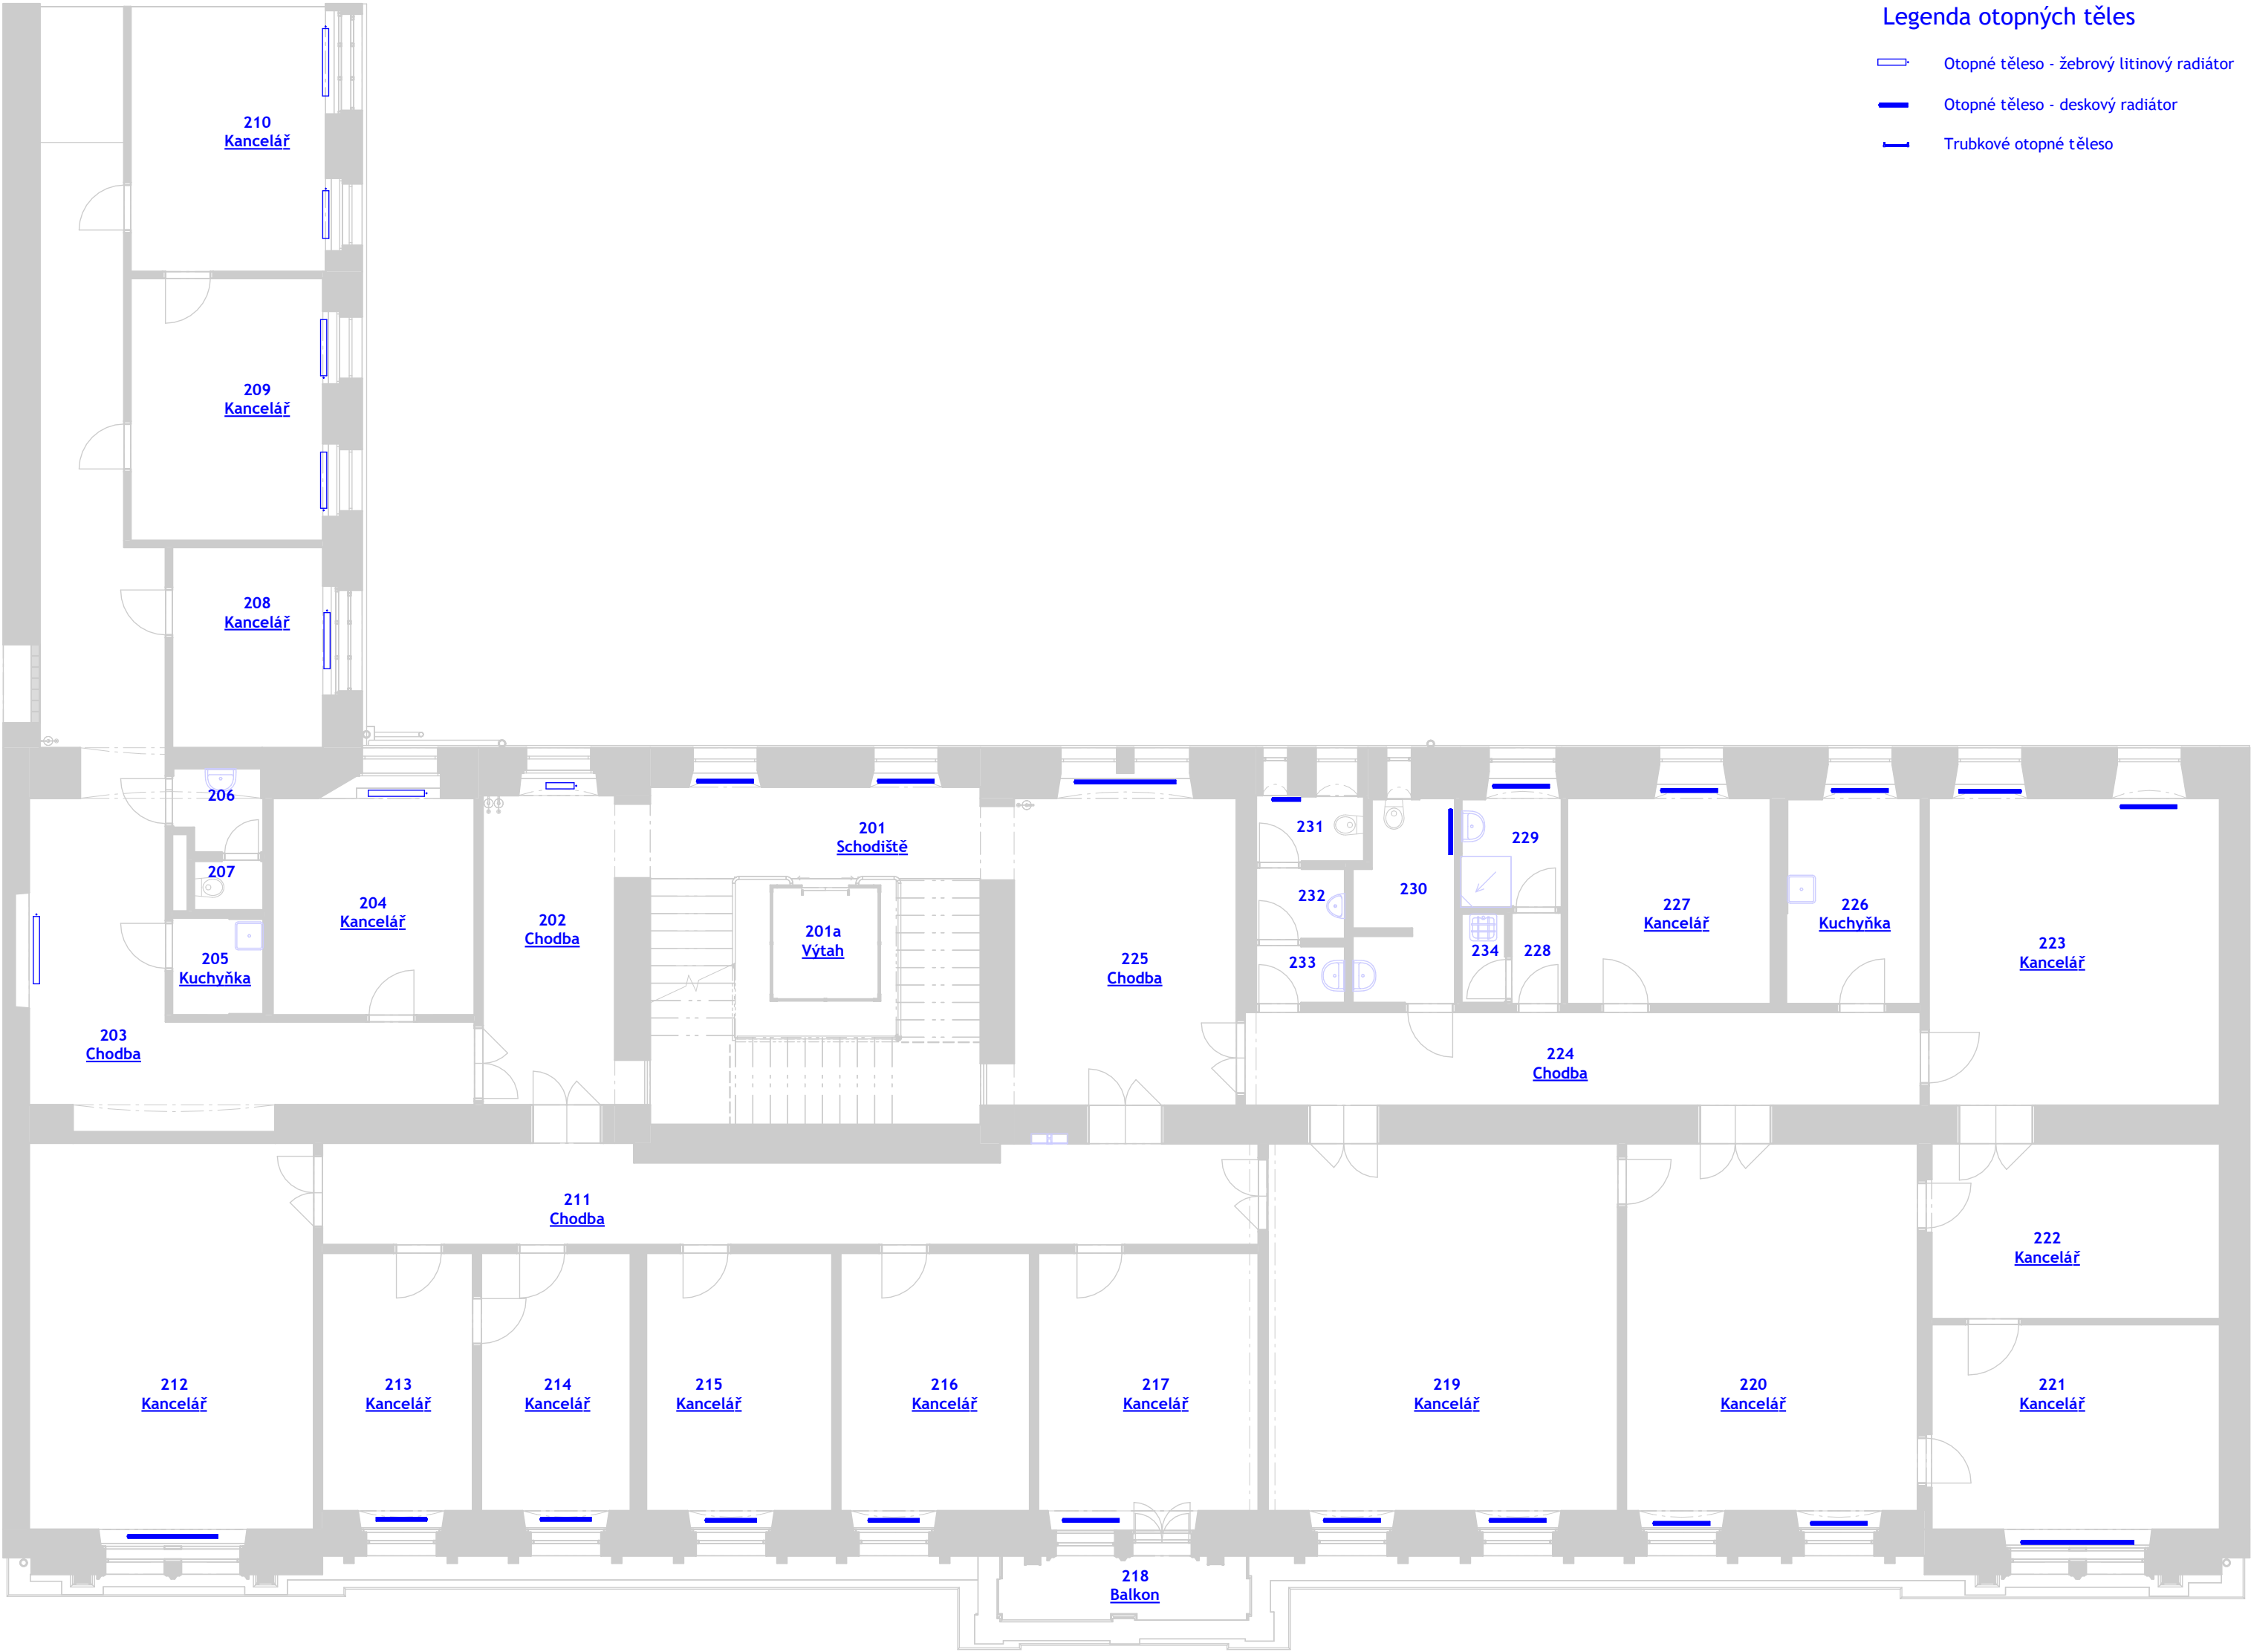 Legenda otopných těles
Otopné těleso - žebrový litinový radiátor
Otopné těleso - deskový radiátor
Trubkové otopné těleso
210
Kancelář
209
Kancelář
208
Kancelář
206
207
205
Kuchyňka
204
Kancelář
203
Chodba
202
Chodba
201
Schodiště
201a
Výtah
225
Chodba
231
232
233
230
229
234
228
227
Kancelář
226
Kuchyňka
223
Kancelář
224
Chodba
211
Chodba
222
Kancelář
212
Kancelář
213
Kancelář
214
Kancelář
215
Kancelář
216
Kancelář
217
Kancelář
219
Kancelář
220
Kancelář
221
Kancelář
218
Balkon